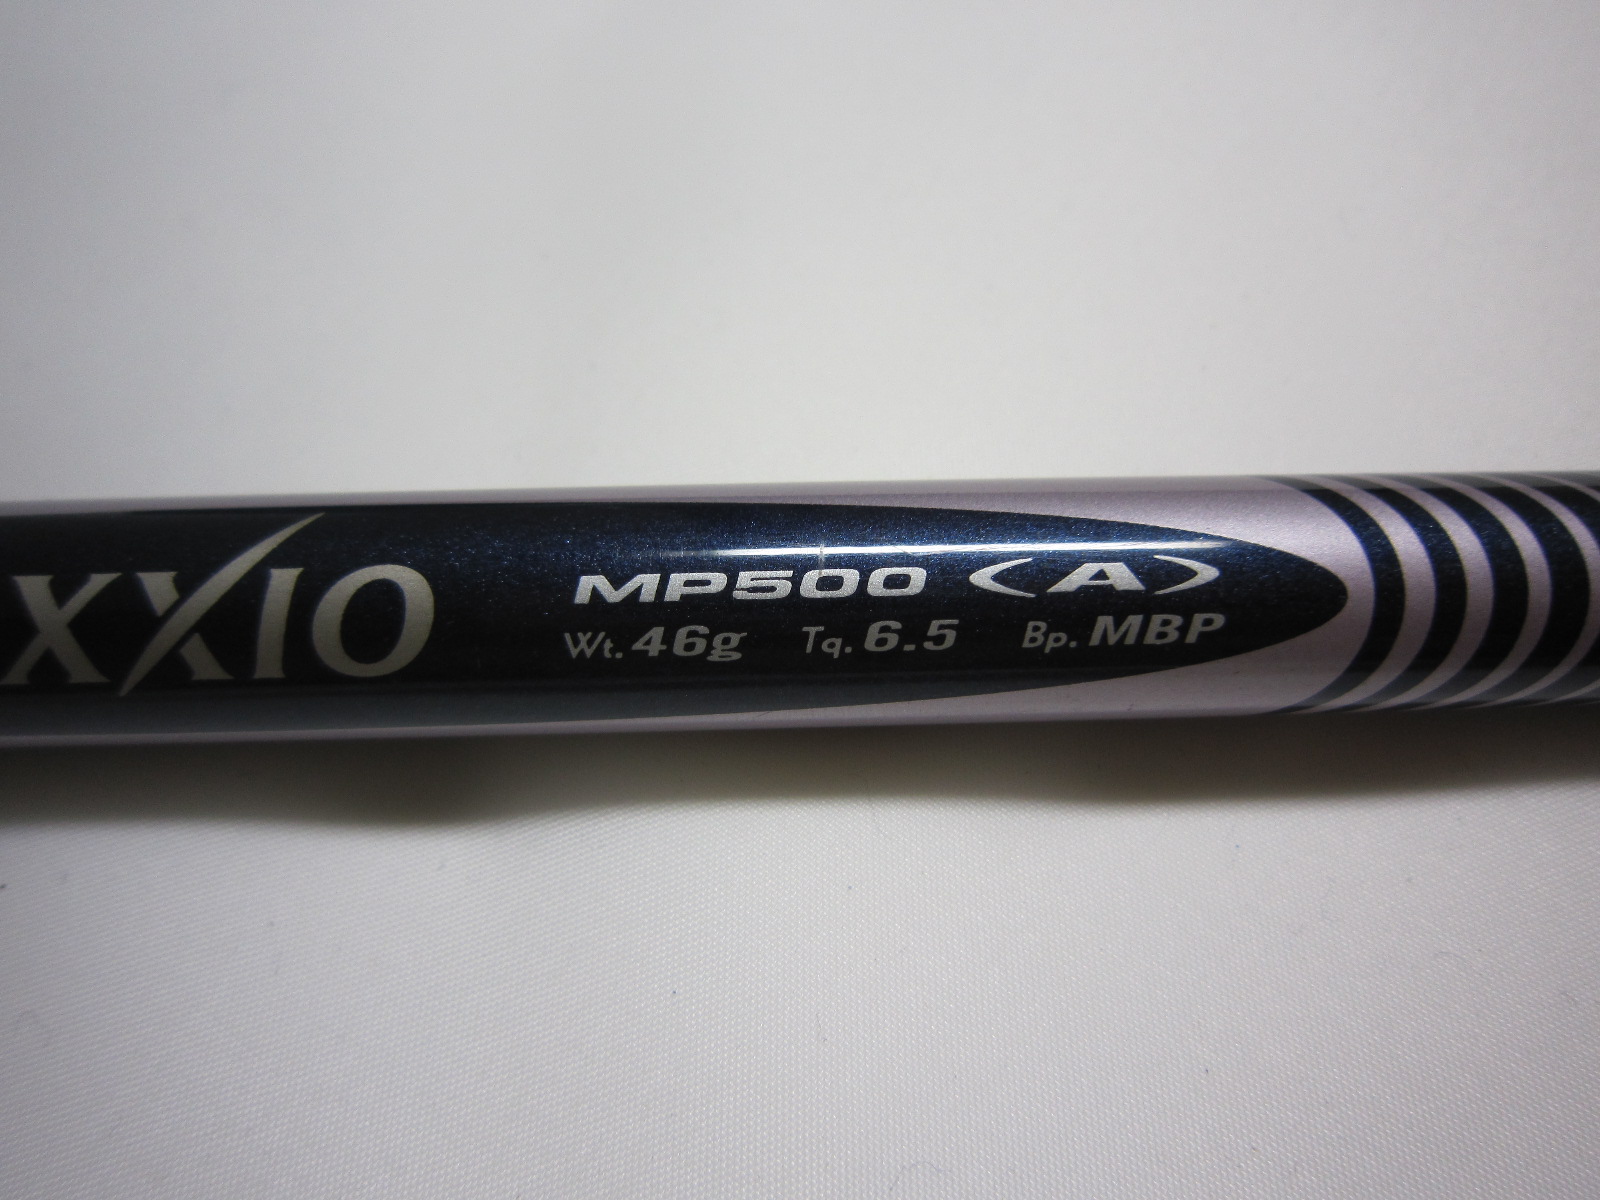 XXIO
MP500 (A)
Wt. 46g Tq. 6.5 Bp. MBP